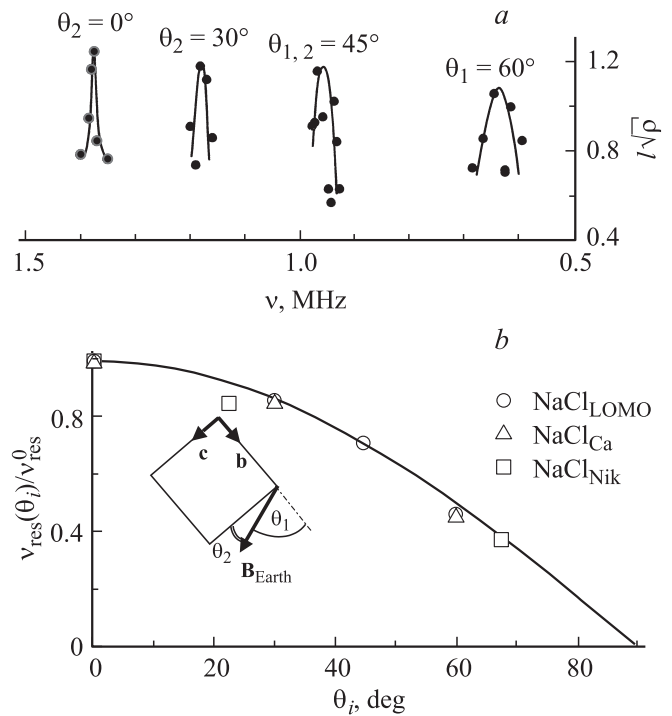 a
θ2 = 0°
θ2 = 30°
θ1, 2 = 45°
θ1 = 60°
1.2
0.8
0.4
l√ρ
1.5
1.0
0.5
ν, MHz
b
NaClLOMO
NaClCa
NaClNik
0.8
0.4
0
νres(θi)/ν0res
c
b
θ1
θ2
BEarth
0
20
40
60
80
θi, deg